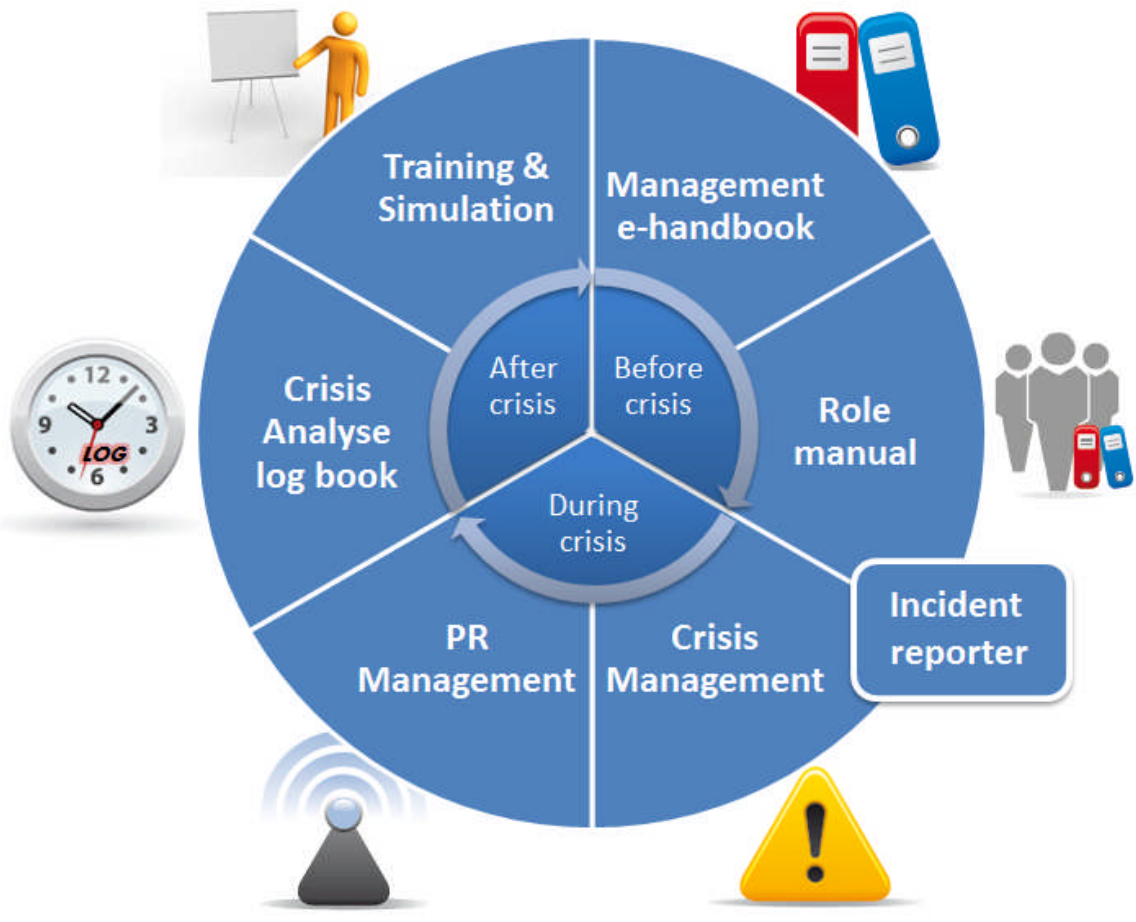 Training &
Simulation
Management
e-handbook
After
crisis
Before
crisis
Crisis
Analyse
log book
Role
manual
During
crisis
PR
Management
Crisis
Management
Incident
reporter
12
9
3
LOG
6